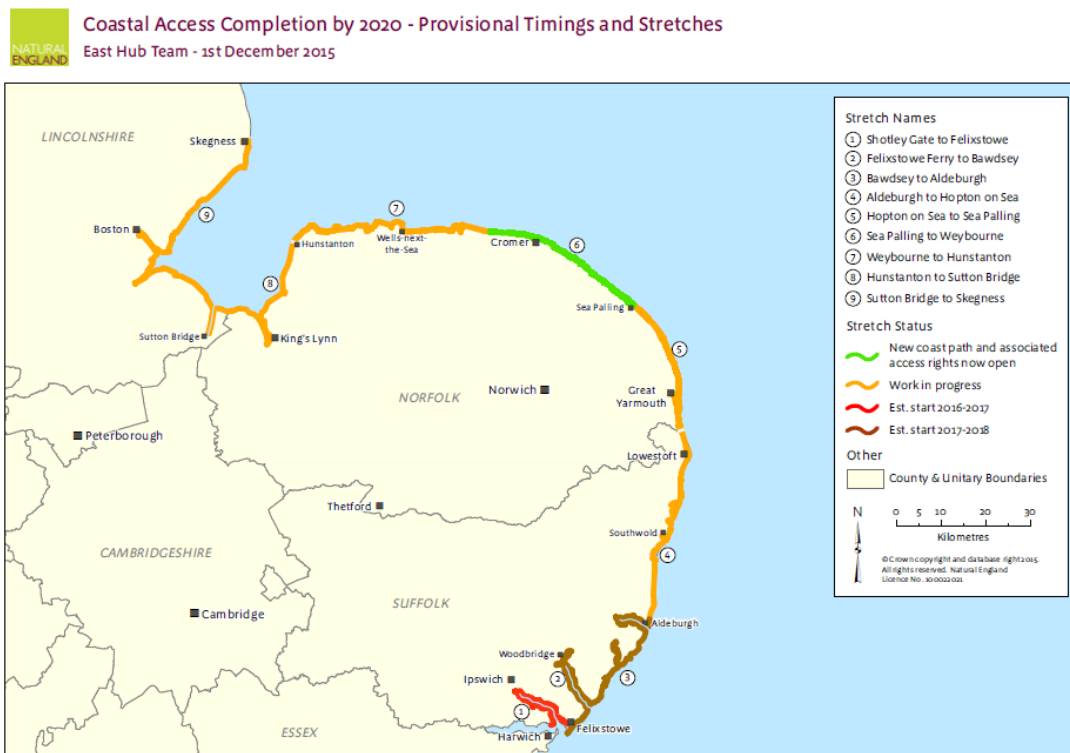 NATURAL
ENGLAND
Coastal Access Completion by 2020 - Provisional Timings and Stretches
East Hub Team - 1st December 2015
LINCOLNSHIRE
Skegness
9
Boston
7
Hunstanton
Wells-next-
the-Sea
Cromer
6
8
Sea Palling
Sutton Bridge
King's Lynn
5
NORFOLK
Norwich
Great
Yarmouth
Peterborough
Lowestoft
Thetford
Southwold
4
CAMBRIDGESHIRE
SUFFOLK
Cambridge
Aldeburgh
Woodbridge
Ipswich
2
3
1
ESSEX
Harwich
Felixstowe
Stretch Names
1 Shotley Gate to Felixstowe
2 Felixstowe Ferry to Bawdsey
3 Bawdsey to Aldeburgh
4 Aldeburgh to Hopton on Sea
5 Hopton on Sea to Sea Palling
6 Sea Palling to Weybourne
7 Weybourne to Hunstanton
8 Hunstanton to Sutton Bridge
9 Sutton Bridge to Skegness
Stretch Status
New coast path and associated
access rights now open
Work in progress
Est. start 2016-2017
Est. start 2017-2018
Other
County & Unitary Boundaries
N
0 5 10 20 30
Kilometres
© Crown copyright and database right 2015.
All rights reserved. Natural England
Licence No. 100022021